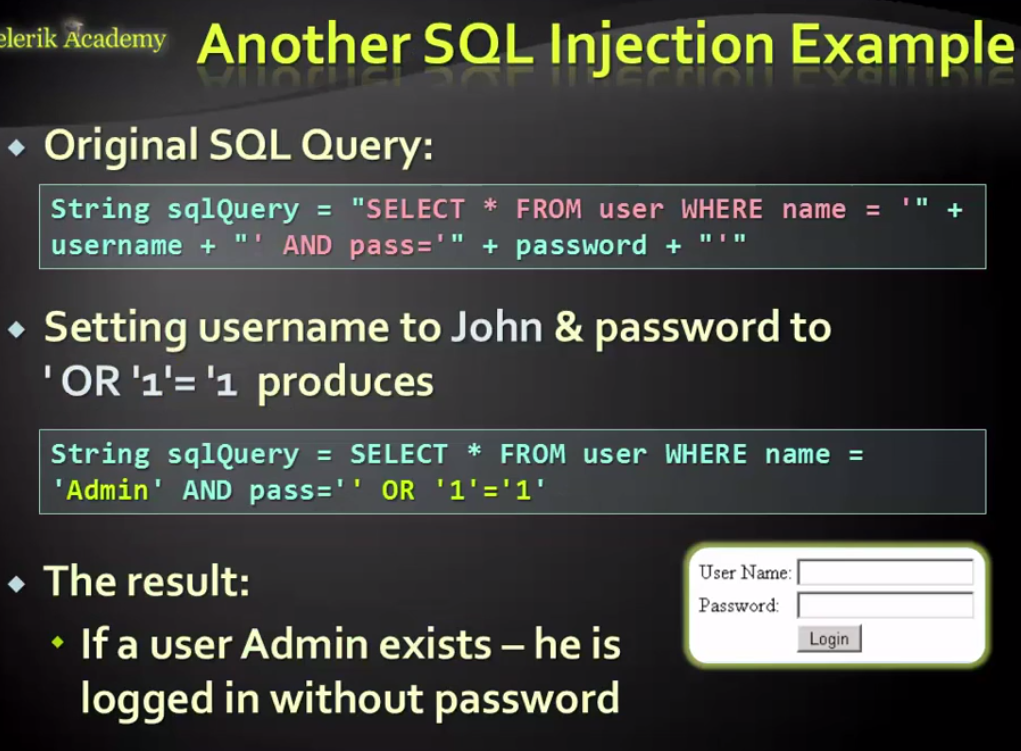 elerik Academy
Another SQL Injection Example
Original SQL Query:
String sqlQuery = "SELECT * FROM user WHERE name = '" +
username + "' AND pass='" + password + "'"
Setting username to John & password to
' OR '1'= '1 produces
String sqlQuery = SELECT * FROM user WHERE name =
'Admin' AND pass='' OR '1'='1'
The result:
If a user Admin exists – he is
logged in without password
User Name:
Password:
Login